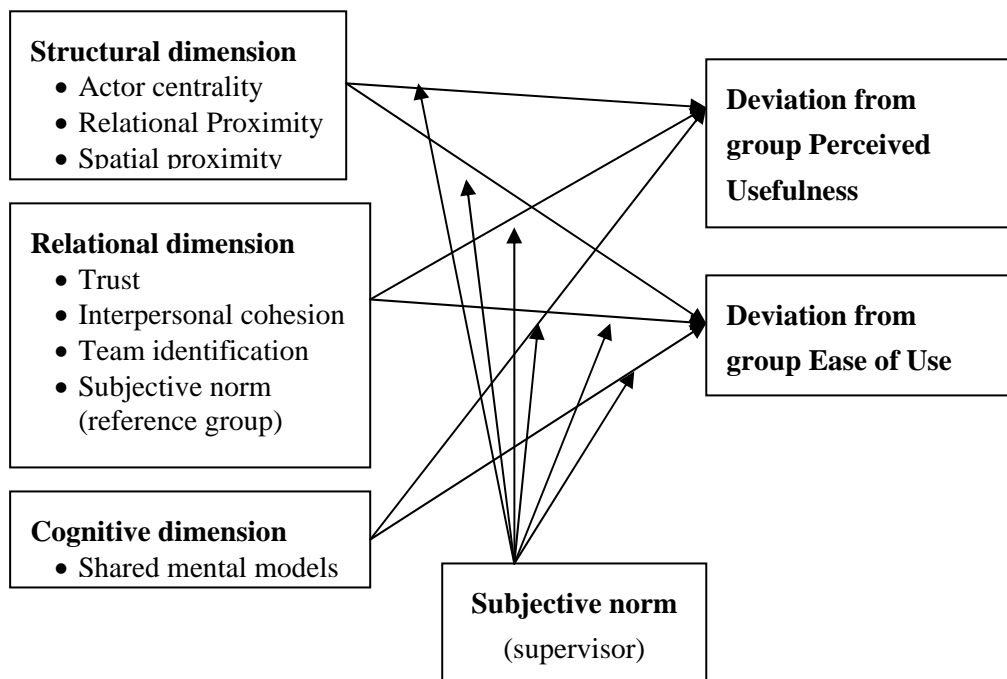 Structural dimension
• Actor centrality
• Relational Proximity
• Spatial proximity
Relational dimension
• Trust
• Interpersonal cohesion
• Team identification
• Subjective norm
(reference group)
Cognitive dimension
• Shared mental models
Subjective norm
(supervisor)
Deviation from
group Perceived
Usefulness
Deviation from
group Ease of Use